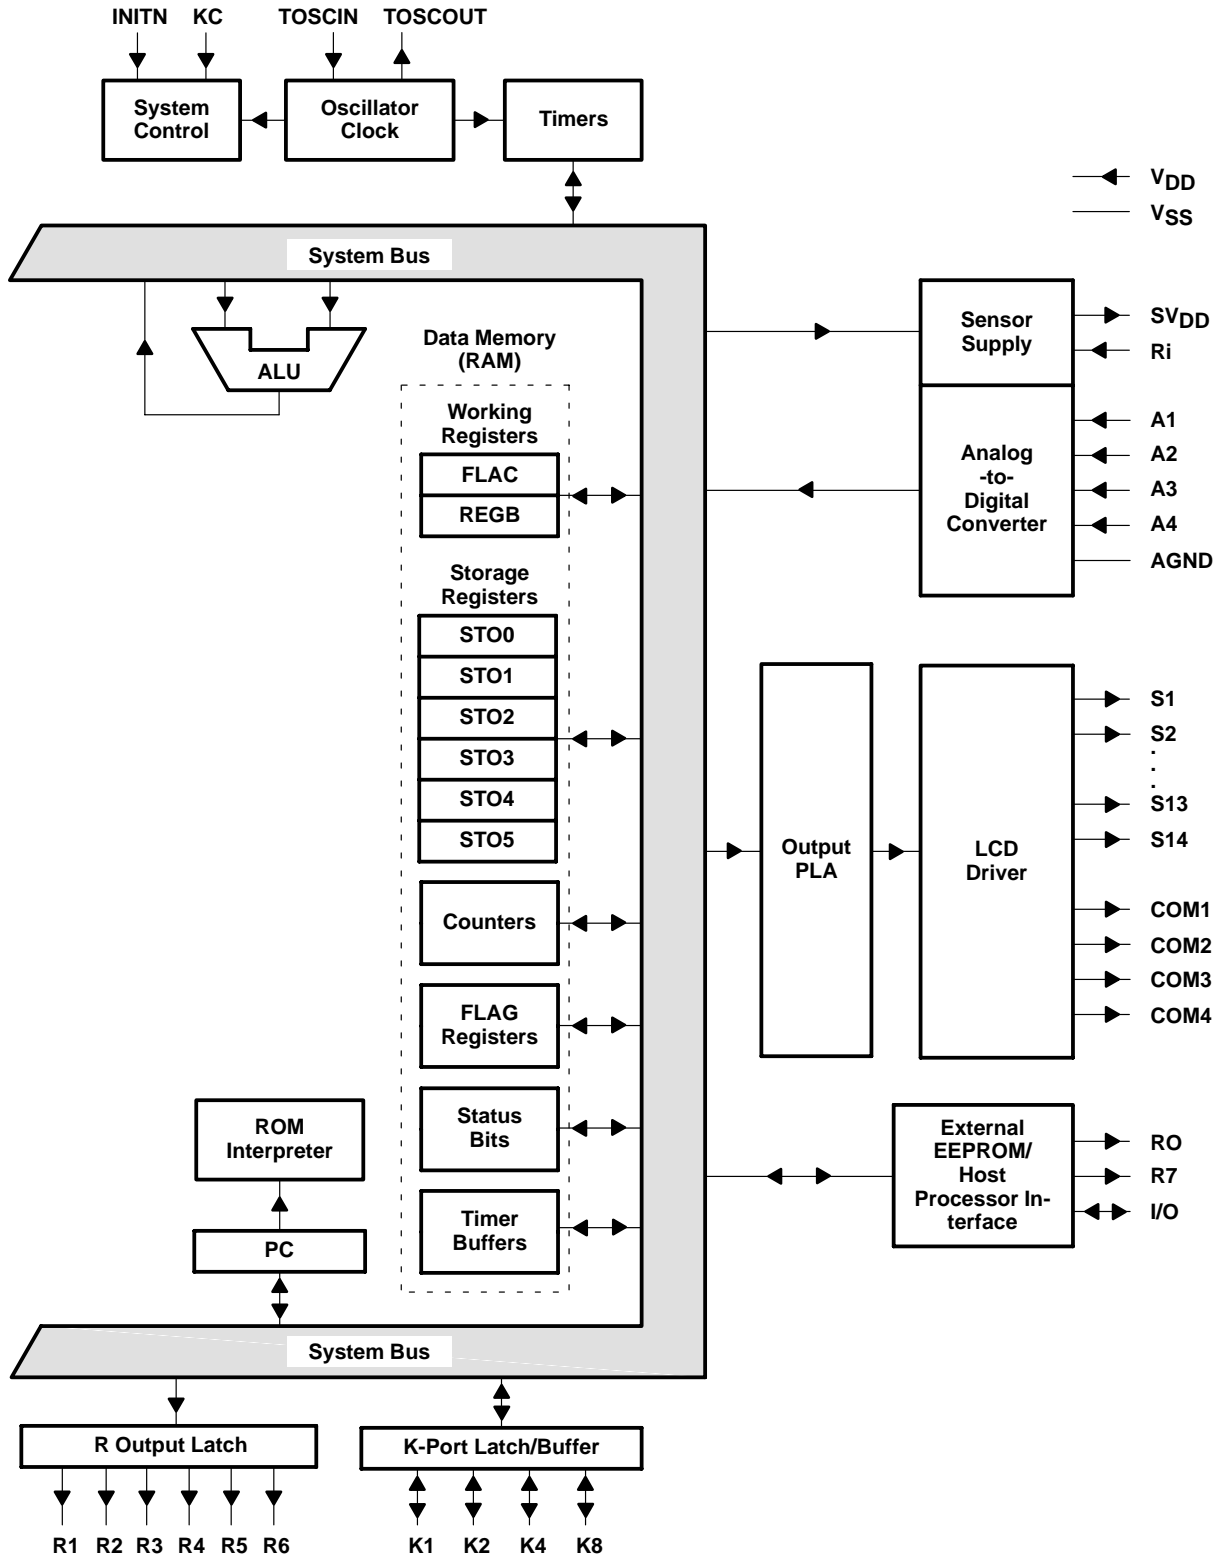 INITN KC TOSCIN TOSCOUT
System
Control
Oscillator
Clock
Timers
VDD
VSS
System Bus
ALU
Data Memory
(RAM)
Working
Registers
FLAC
REGB
Storage
Registers
STO0
STO1
STO2
STO3
STO4
STO5
Counters
FLAG
Registers
Status
Bits
Timer
Buffers
ROM
Interpreter
PC
Sensor
Supply
SVDD
Ri
Analog
-to-
Digital
Converter
A1
A2
A3
A4
AGND
Output
PLA
LCD
Driver
S1
S2
.
.
.
S13
S14
COM1
COM2
COM3
COM4
External
EEPROM/
Host
Processor In-
terface
RO
R7
I/O
System Bus
R Output Latch
K-Port Latch/Buffer
R1 R2 R3 R4 R5 R6
K1 K2 K4 K8